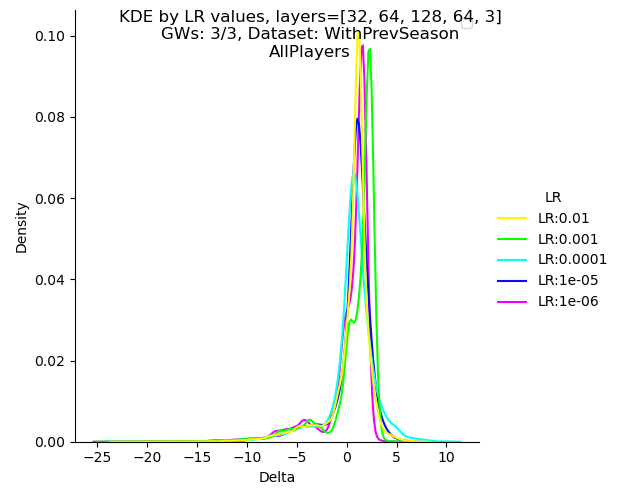 KDE by LR values, layers=[32, 64, 128, 64, 3]
GWs: 3/3, Dataset: WithPrevSeason
AllPlayers
0.10
0.08
0.06
0.04
0.02
0.00
Density
−25
−20
−15
−10
−5
0
5
10
Delta
LR
LR:0.01
LR:0.001
LR:0.0001
LR:1e-05
LR:1e-06